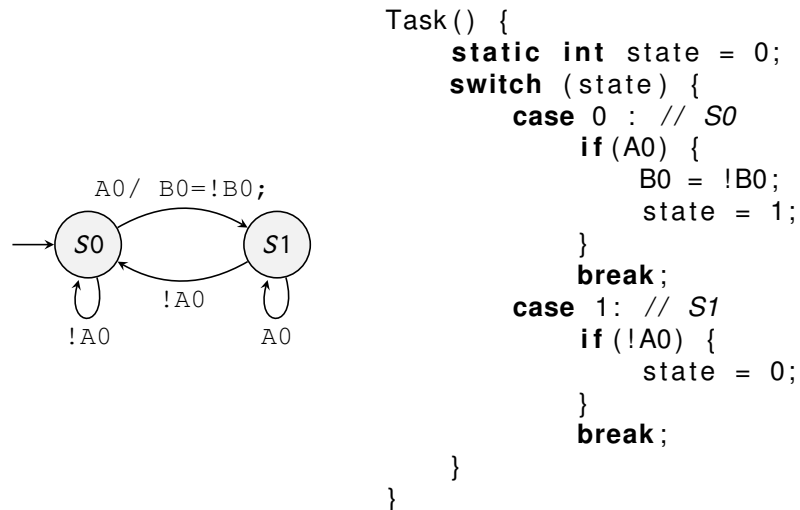 A0/ B0=!B0;
S0
S1
!A0
!A0
A0
Task() {
static int state = 0;
switch (state) {
case 0 : // S0
if(A0) {
B0 = !B0;
state = 1;
}
break;
case 1: // S1
if(!A0) {
state = 0;
}
break;
}
}